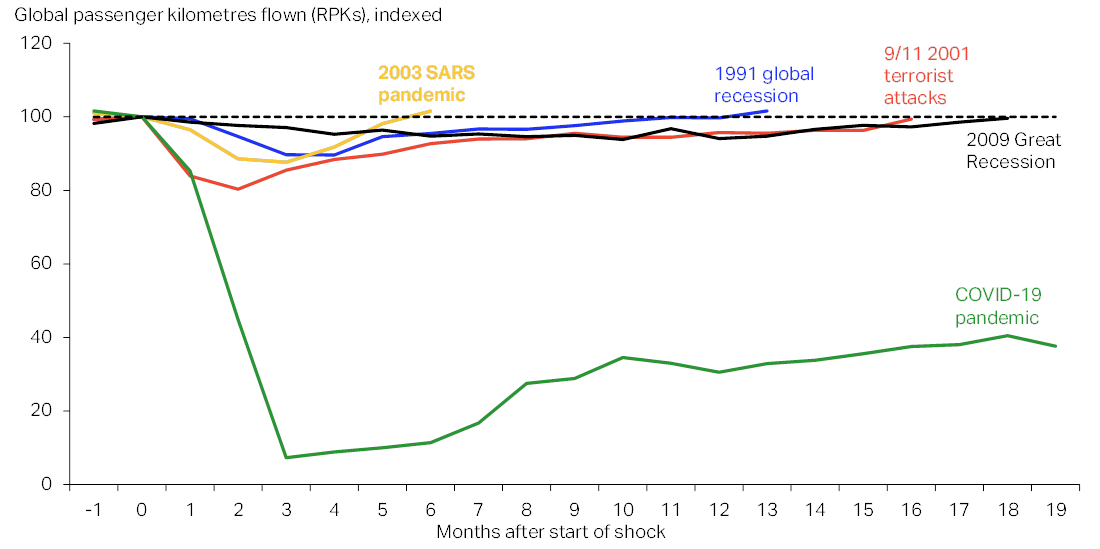 Global passenger kilometres flown (RPKs), indexed
120
100
80
60
40
20
0
2003 SARS
pandemic
1991 global
recession
9/11 2001
terrorist
attacks
2009 Great
Recession
COVID-19
pandemic
-1 0 1 2 3 4 5 6 7 8 9 10 11 12 13 14 15 16 17 18 19
Months after start of shock